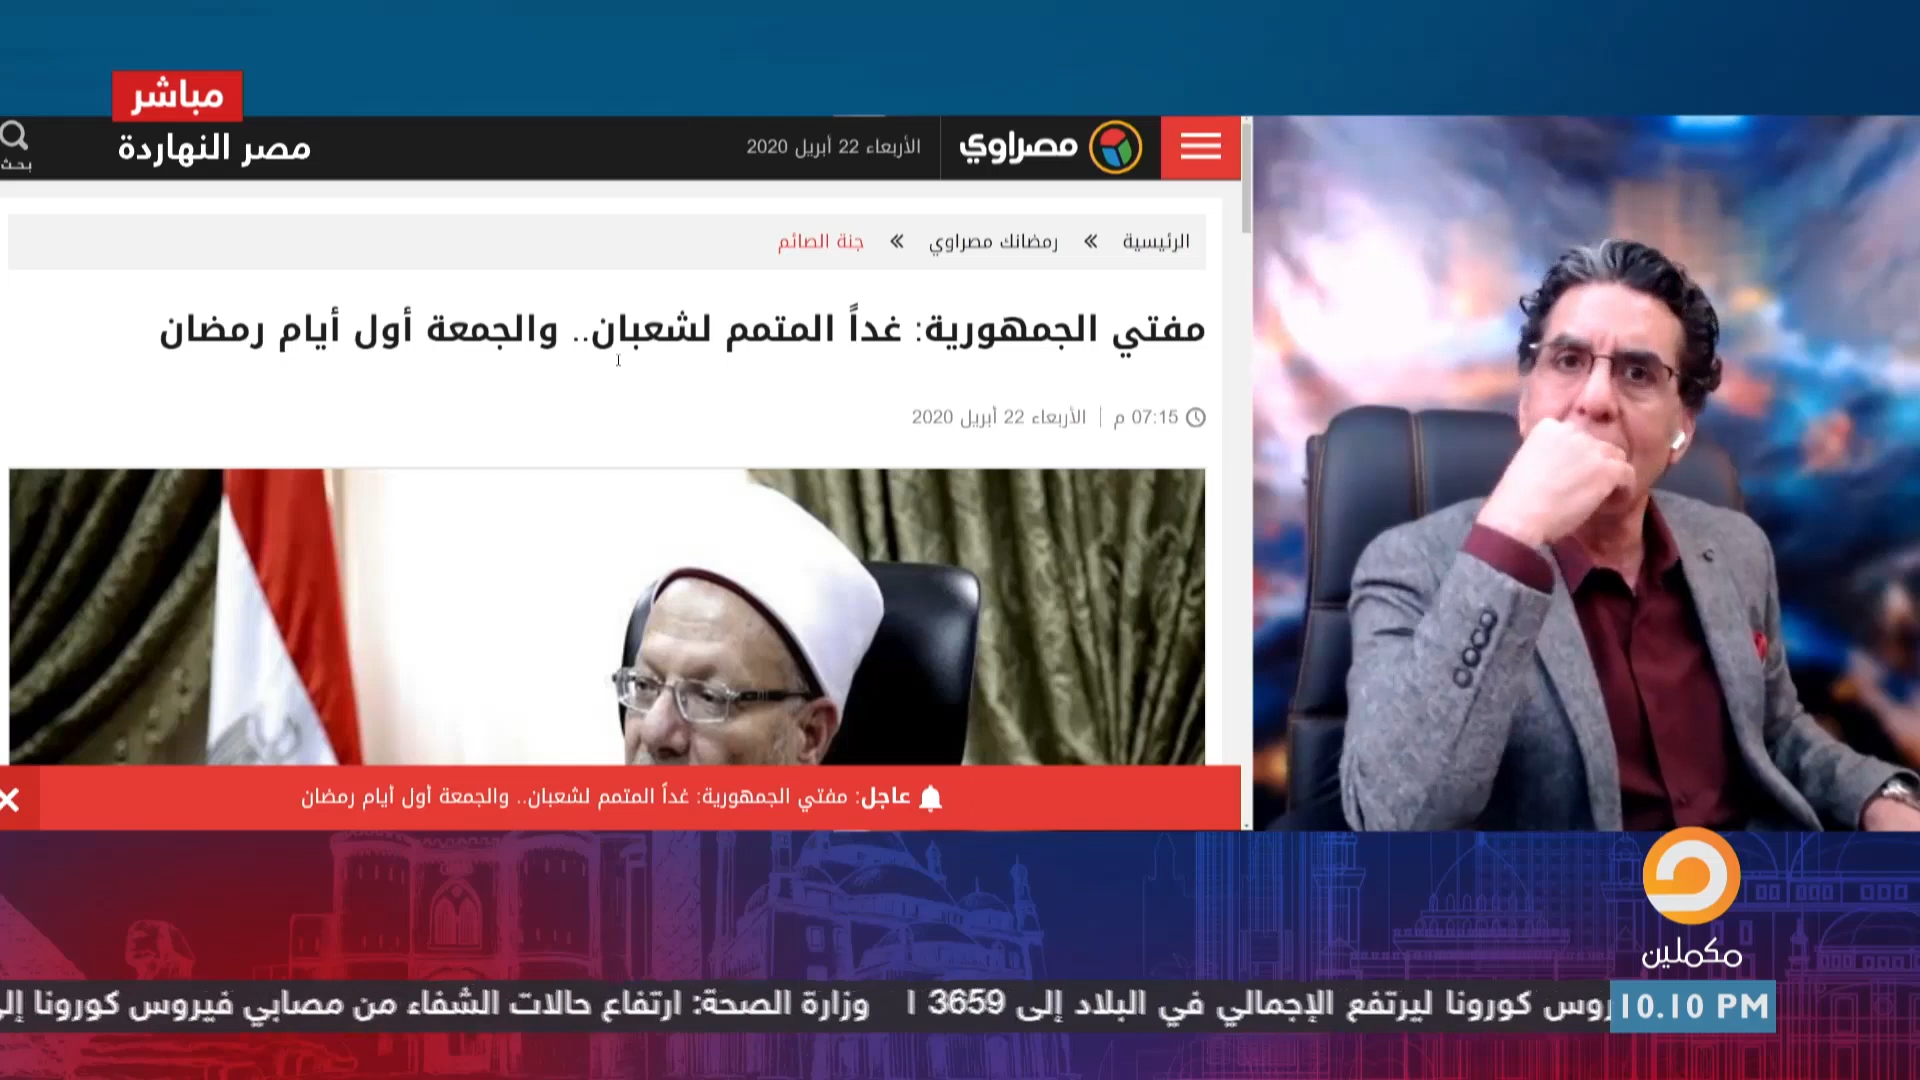 مباشر
مصر النهاردة
مصراوي
الأربعاء 22 أبريل 2020
بحث
الرئيسية » رمضانك مصراوي » جنة الصائم
مفتي الجمهورية: غداً المتمم لشعبان.. والجمعة أول أيام رمضان
07:15 م | الأربعاء 22 أبريل 2020
عاجل: مفتي الجمهورية: غداً المتمم لشعبان.. والجمعة أول أيام رمضان
مكملين
كورونا ليرتفع الإجمالي في البلاد إلى 3659 وزارة الصحة: ارتفاع حالات الشفاء من مصابي فيروس كورونا
10.10 PM